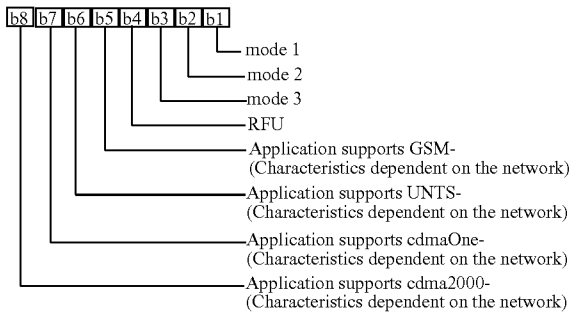 b8 b7 b6 b5 b4 b3 b2 b1
mode 1
mode 2
mode 3
RFU
Application supports GSM-
(Characteristics dependent on the network)
Application supports UNTS-
(Characteristics dependent on the network)
Application supports cdmaOne-
(Characteristics dependent on the network)
Application supports cdma2000-
(Characteristics dependent on the network)